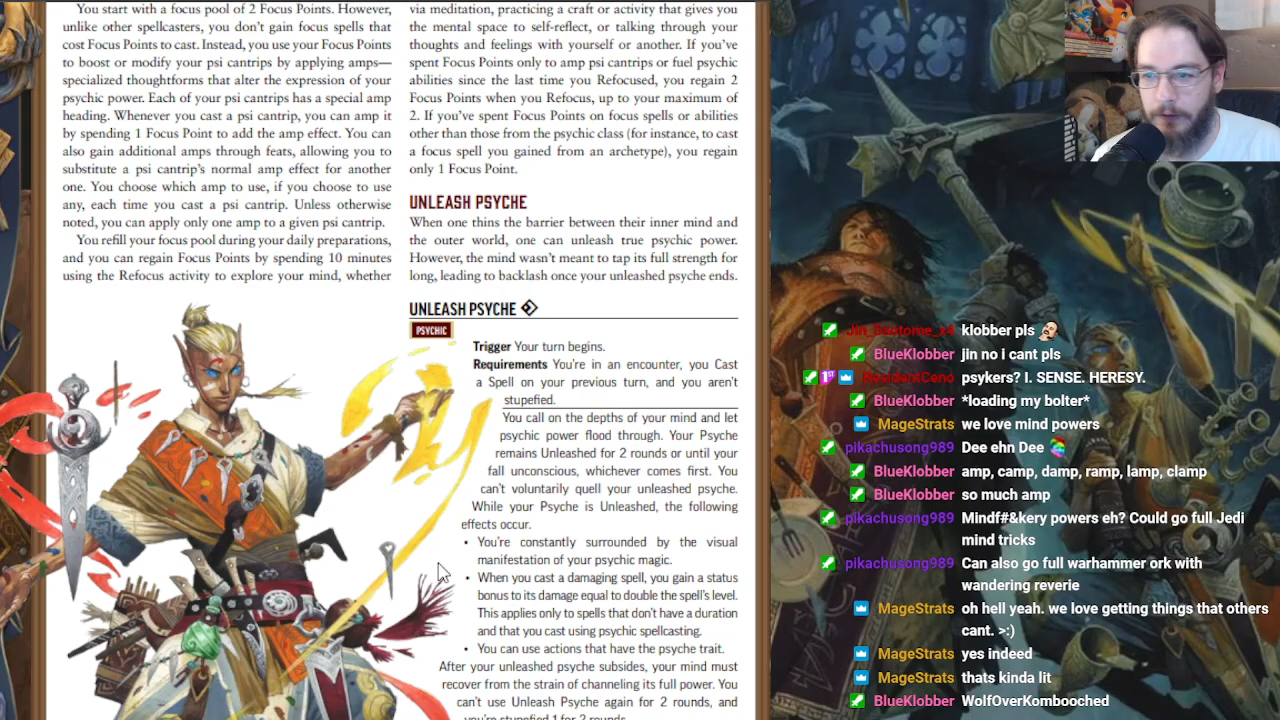 You start with a focus pool of 2 Focus Points. However,
unlike other spellcasters, you don't gain focus spells that
cost Focus Points to cast. Instead, you use your Focus Points
to boost or modify your psi cantrips by applying amps—
specialized thoughtforms that alter the expression of your
psychic power. Each of your psi cantrips has a special amp
heading. Whenever you cast a psi cantrip, you can amp it
by spending 1 Focus Point to add the amp effect. You can
also gain additional amps through feats, allowing you to
substitute a psi cantrip's normal amp effect for another
one. You choose which amp to use, if you choose to use
any, each time you cast a psi cantrip. Unless otherwise
noted, you can apply only one amp to a given psi cantrip.
You refill your focus pool during your daily preparations,
and you can regain Focus Points by spending 10 minutes
using the Refocus activity to explore your mind, whether
via meditation, practicing a craft or activity that gives you
the mental space to self-reflect, or talking through your
thoughts and feelings with yourself or another. If you've
spent Focus Points only to amp psi cantrips or fuel psychic
abilities since the last time you Refocused, you regain 2
Focus Points when you Refocus, up to your maximum of
2. If you've spent Focus Points on focus spells or abilities
other than those from the psychic class (for instance, to cast
a focus spell you gained from an archetype), you regain
only 1 Focus Point.
UNLEASH PSYCHE
When one thins the barrier between their inner mind and
the outer world, one can unleash true psychic power.
However, the mind wasn't meant to tap its full strength for
long, leading to backlash once your unleashed psyche ends.
UNLEASH PSYCHE
PSYCHIC
Trigger Your turn begins.
Requirements You're in an encounter, you Cast
a Spell on your previous turn, and you aren't
stupefied.
You call on the depths of your mind and let
psychic power flood through. Your Psyche
remains Unleashed for 2 rounds or until your
fall unconscious, whichever comes first. You
can't voluntarily quell your unleashed psyche.
While your Psyche is Unleashed, the following
effects occur.
• You're constantly surrounded by the visual
manifestation of your psychic magic.
• When you cast a damaging spell, you gain a status
bonus to its damage equal to double the spell's level.
This applies only to spells that don't have a duration
and that you cast using psychic spellcasting.
• You can use actions that have the psyche trait.
After your unleashed psyche subsides, your mind must
recover from the strain of channeling its full power. You
can't use Unleash Psyche again for 2 rounds, and
you're stupefied 1 for 2 rounds.
klobber pls
BlueKlobber jin no i cant pls
1ST ResidentCeno psykers? I. SENSE. HERESY.
BlueKlobber *loading my bolter*
MageStrats we love mind powers
pikachusong989 Dee ehn Dee
BlueKlobber amp, camp, damp, ramp, lamp, clamp
BlueKlobber so much amp
pikachusong989 Mindf#&kery powers eh? Could go full Jedi
mind tricks
pikachusong989 Can also go full warhammer ork with
wandering reverie
MageStrats oh hell yeah. we love getting things that others
cant. >:)
MageStrats yes indeed
MageStrats thats kinda lit
BlueKlobber WolfOverKombooched